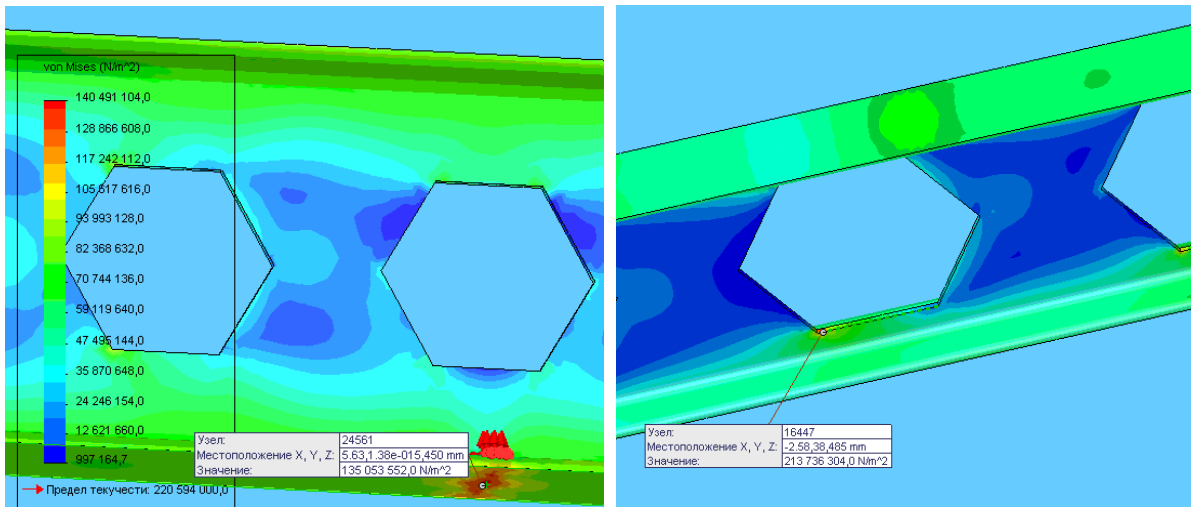 von Mises (N/m^2)
140 491 104,0
128 866 608,0
117 242 112,0
105 617 616,0
93 993 128,0
82 368 632,0
70 744 136,0
59 119 640,0
47 495 144,0
35 870 648,0
24 246 154,0
12 621 660,0
997 164,7
Предел текучести: 220 594 000,0
Узел: 24561
Местоположение X, Y, Z: 5.63,1.38e-015,450 mm
Значение: 135 053 552,0 N/m^2
Узел: 16447
Местоположение X, Y, Z: -2.58,38,485 mm
Значение: 213 736 304,0 N/m^2